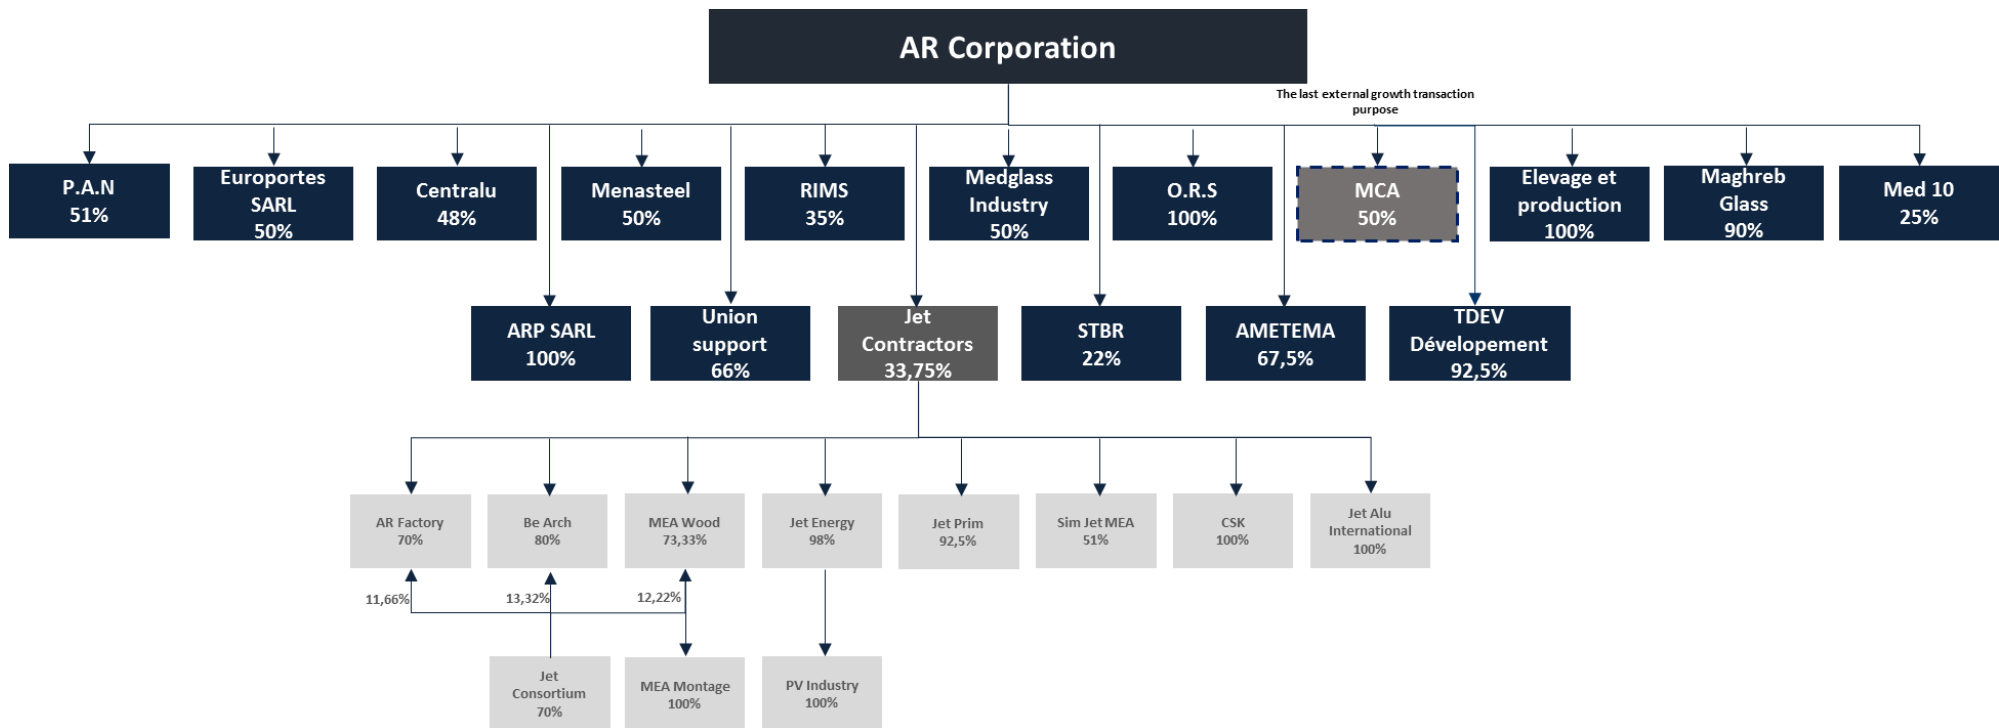 AR Corporation
The last external growth transaction
purpose
P.A.N
51%
Europortes
SARL
50%
Centralu
48%
Menasteel
50%
RIMS
35%
Medglass
Industry
50%
O.R.S
100%
MCA
50%
Elevage et
production
100%
Maghreb
Glass
90%
Med 10
25%
ARP SARL
100%
Union
support
66%
Jet
Contractors
33,75%
STBR
22%
AMETEMA
67,5%
TDEV
Dévelopement
92,5%
AR Factory
70%
Be Arch
80%
MEA Wood
73,33%
Jet Energy
98%
Jet Prim
92,5%
Sim Jet MEA
51%
CSK
100%
Jet Alu
International
100%
11,66%
13,32%
12,22%
Jet
Consortium
70%
MEA Montage
100%
PV Industry
100%